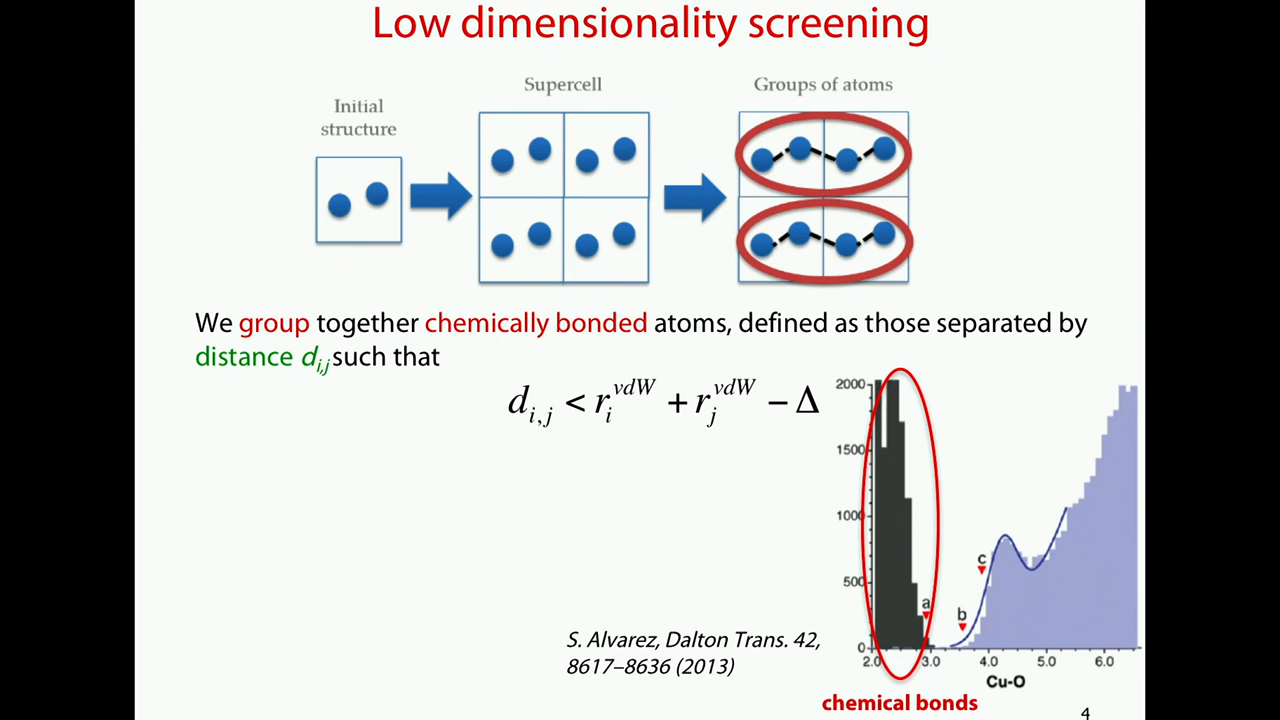 Low dimensionality screening
Initial
structure
Supercell
Groups of atoms
We group together chemically bonded atoms, defined as those separated by
distance d_{i,j} such that
d_{i,j} < r_i^{vdW} + r_j^{vdW} − Δ
2000
1500
1000
500
0
a
b
c
2.0 3.0 4.0 5.0 6.0
Cu-O
S. Alvarez, Dalton Trans. 42,
8617–8636 (2013)
chemical bonds
4